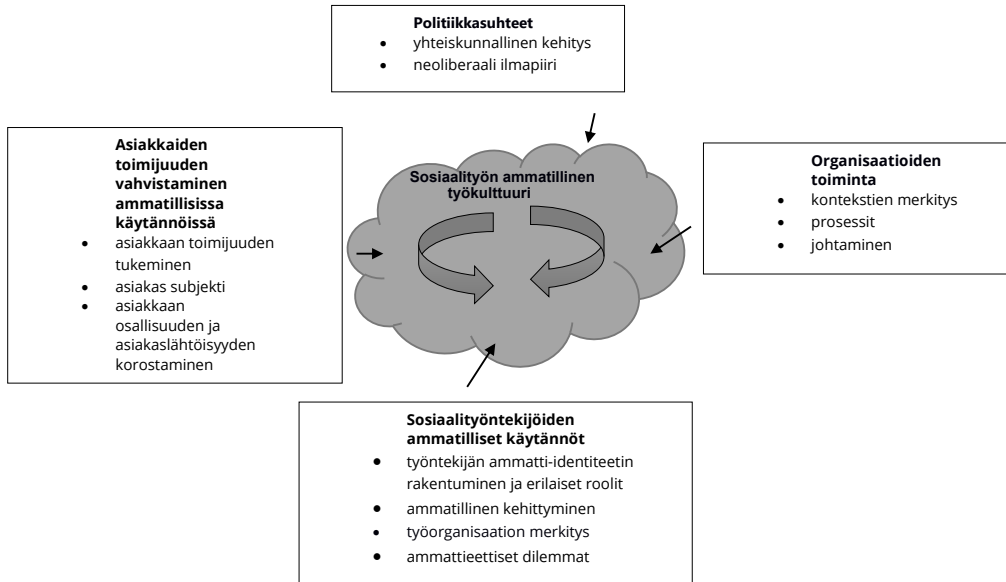 Politiikkasuhteet
• yhteiskunnallinen kehitys
• neoliberaali ilmapiiri
Asiakkaiden
toimijuuden
vahvistaminen
ammatillisissa
käytännöissä
• asiakkaan toimijuuden
tukeminen
• asiakas subjekti
• asiakkaan
osallisuuden ja
asiakaslähtöisyyden
korostaminen
Sosiaalityön ammatillinen
työkulttuuri
Organisaatioiden
toiminta
• kontekstien merkitys
• prosessit
• johtaminen
Sosiaalityöntekijöiden
ammatilliset käytännöt
• työntekijän ammatti-identiteetin
rakentuminen ja erilaiset roolit
• ammatillinen kehittyminen
• työorganisaation merkitys
• ammattieettiset dilemmat